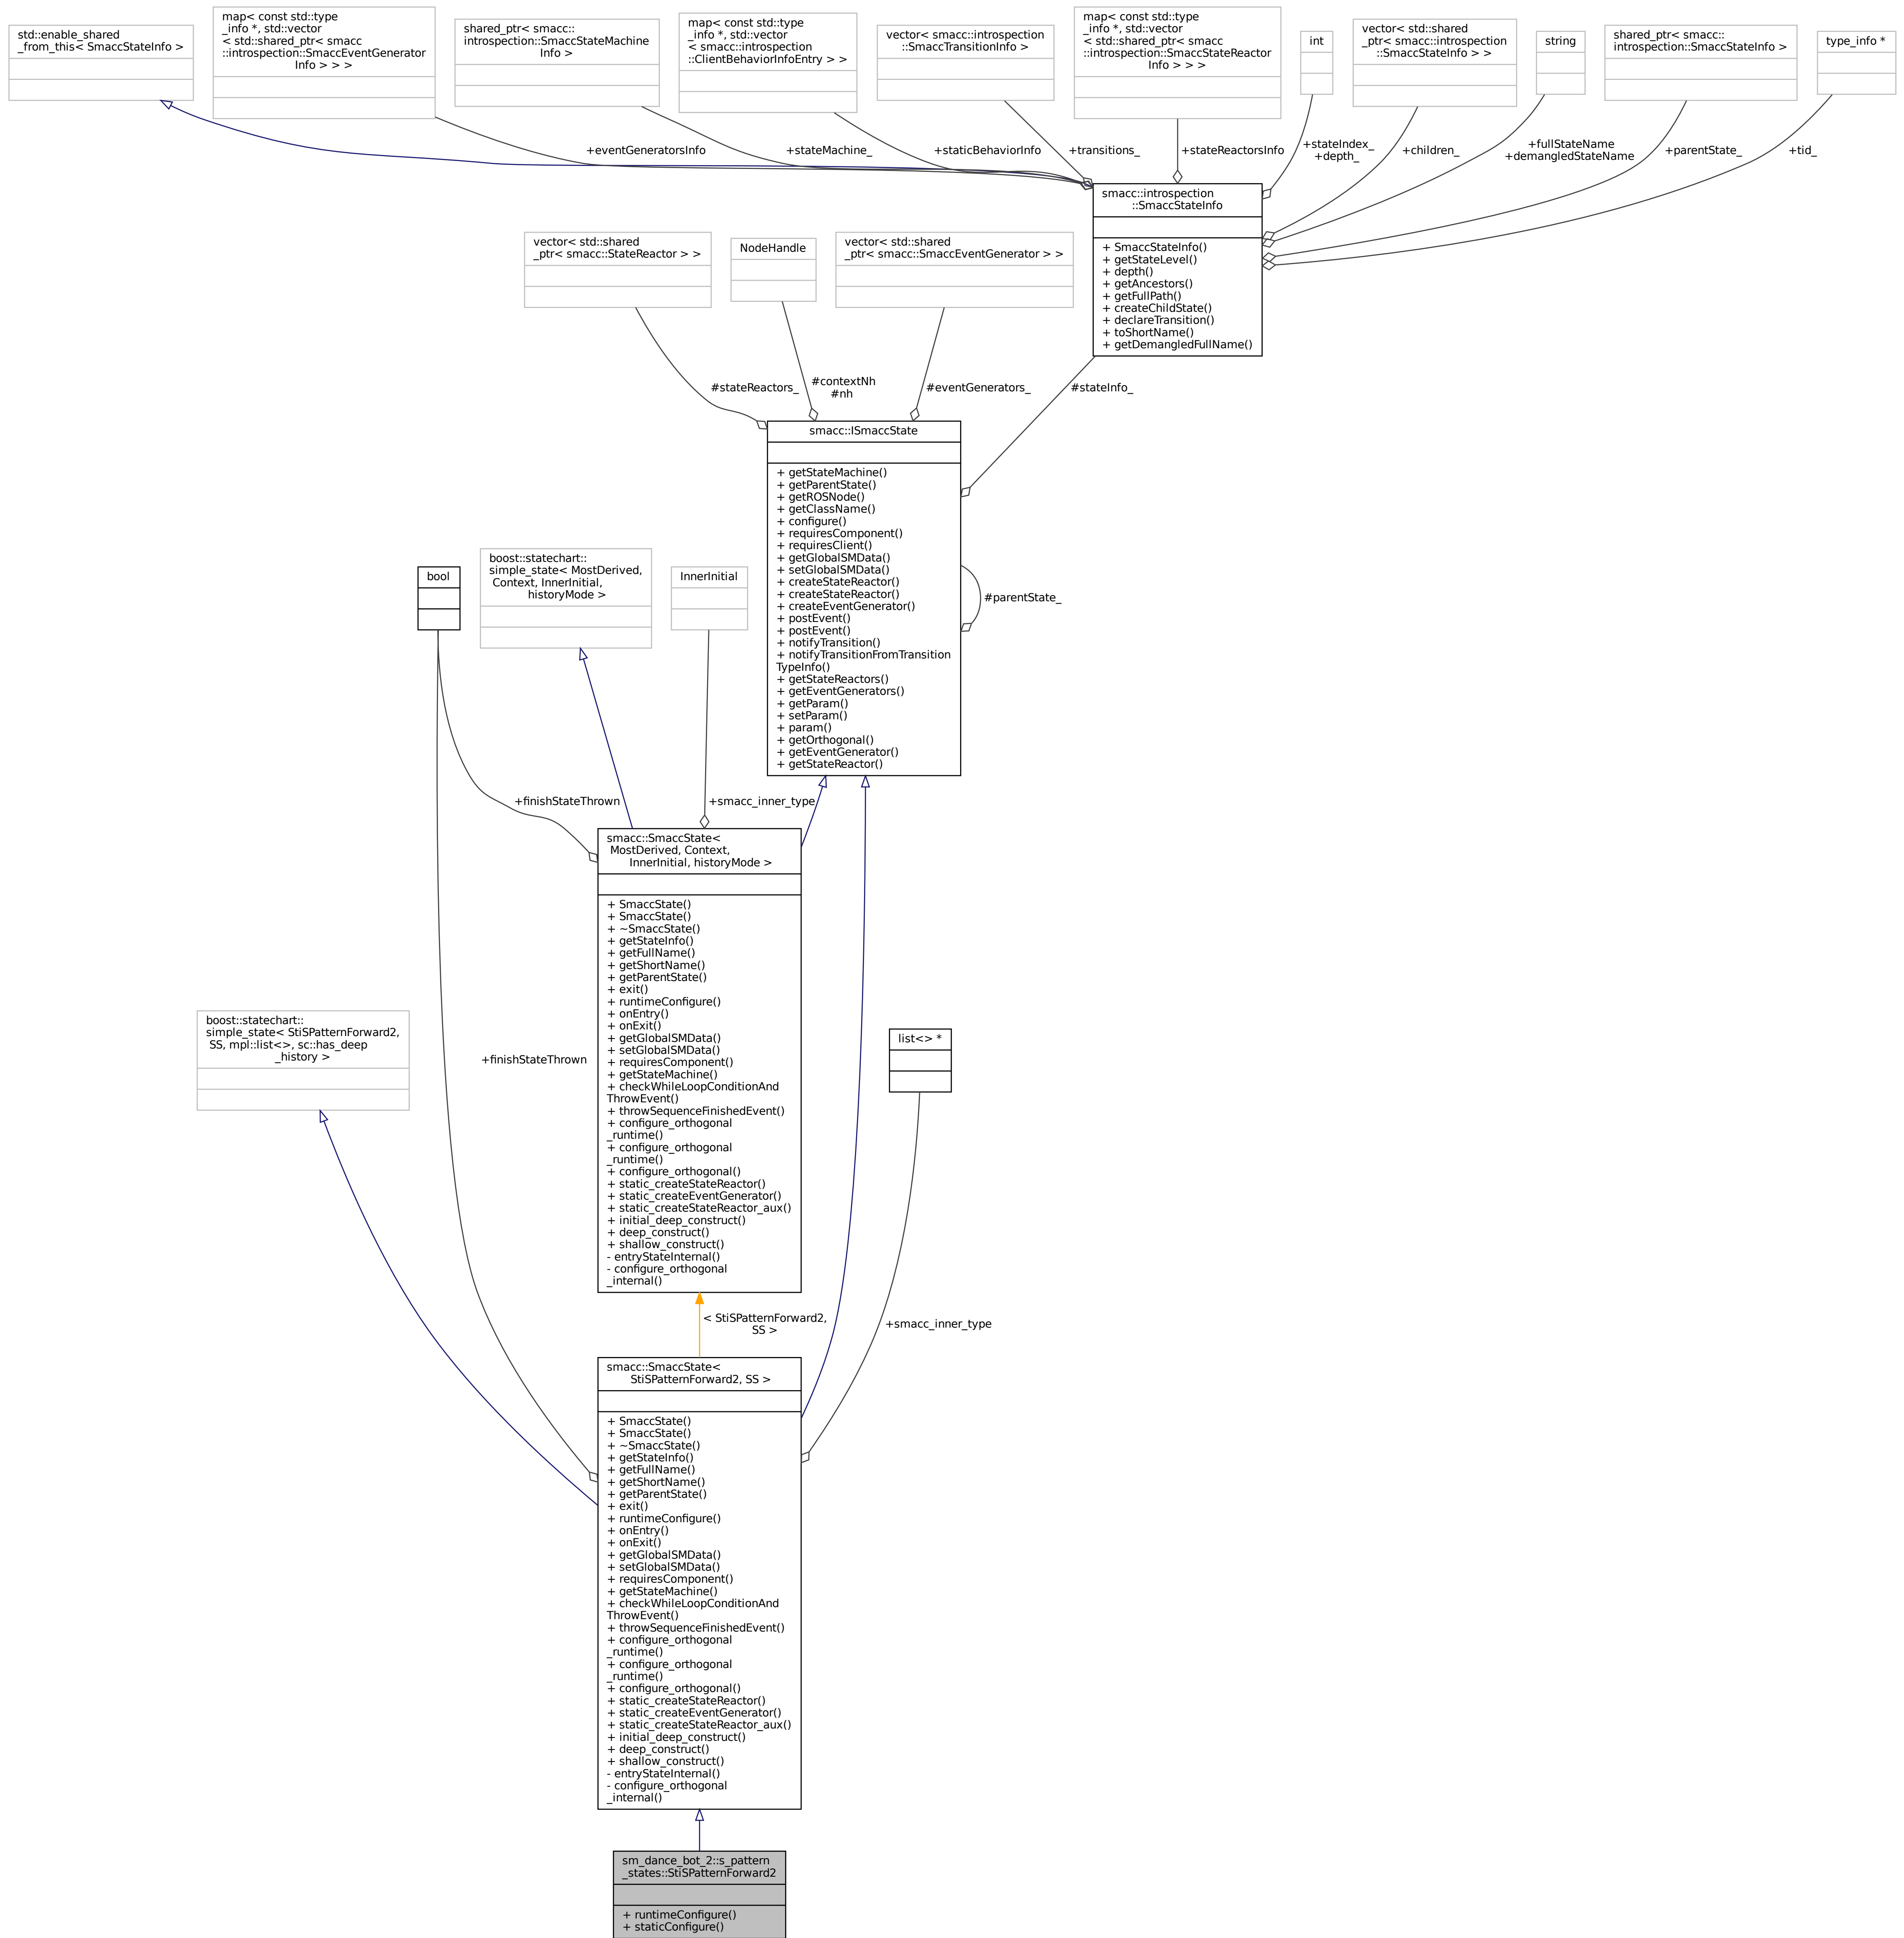 std::enable_shared
_from_this< SmaccStateInfo >
map< const std::type
_info *, std::vector
< std::shared_ptr< smacc
::introspection::SmaccEventGenerator
Info > > >
shared_ptr< smacc::
introspection::SmaccStateMachine
Info >
map< const std::type
_info *, std::vector
< smacc::introspection
::ClientBehaviorInfoEntry > >
vector< smacc::introspection
::SmaccTransitionInfo >
map< const std::type
_info *, std::vector
< std::shared_ptr< smacc
::introspection::SmaccStateReactor
Info > > >
int
vector< std::shared
_ptr< smacc::introspection
::SmaccStateInfo > >
string
shared_ptr< smacc::
introspection::SmaccStateInfo >
type_info *
+eventGeneratorsInfo
+stateMachine_
+staticBehaviorInfo
+transitions_
+stateReactorsInfo
+stateIndex_
+depth_
+children_
+fullStateName
+demangledStateName
+parentState_
+tid_
smacc::introspection
::SmaccStateInfo
+ SmaccStateInfo()
+ getStateLevel()
+ depth()
+ getAncestors()
+ getFullPath()
+ createChildState()
+ declareTransition()
+ toShortName()
+ getDemangledFullName()
vector< std::shared
_ptr< smacc::StateReactor > >
NodeHandle
vector< std::shared
_ptr< smacc::SmaccEventGenerator > >
#stateReactors_
#contextNh
#nh
#eventGenerators_
#stateInfo_
smacc::ISmaccState
+ getStateMachine()
+ getParentState()
+ getROSNode()
+ getClassName()
+ configure()
+ requiresComponent()
+ requiresClient()
+ getGlobalSMData()
+ setGlobalSMData()
+ createStateReactor()
+ createStateReactor()
+ createEventGenerator()
+ postEvent()
+ postEvent()
+ notifyTransition()
+ notifyTransitionFromTransition
TypeInfo()
+ getStateReactors()
+ getEventGenerators()
+ getParam()
+ setParam()
+ param()
+ getOrthogonal()
+ getEventGenerator()
+ getStateReactor()
#parentState_
bool
boost::statechart::
simple_state< MostDerived,
Context, InnerInitial,
historyMode >
InnerInitial
+finishStateThrown
+smacc_inner_type
smacc::SmaccState<
MostDerived, Context,
InnerInitial, historyMode >
+ SmaccState()
+ SmaccState()
+ ~SmaccState()
+ getStateInfo()
+ getFullName()
+ getShortName()
+ getParentState()
+ exit()
+ runtimeConfigure()
+ onEntry()
+ onExit()
+ getGlobalSMData()
+ setGlobalSMData()
+ requiresComponent()
+ getStateMachine()
+ checkWhileLoopConditionAnd
ThrowEvent()
+ throwSequenceFinishedEvent()
+ configure_orthogonal
_runtime()
+ configure_orthogonal
_runtime()
+ configure_orthogonal()
+ static_createStateReactor()
+ static_createEventGenerator()
+ static_createStateReactor_aux()
+ initial_deep_construct()
+ deep_construct()
+ shallow_construct()
- entryStateInternal()
- configure_orthogonal
_internal()
boost::statechart::
simple_state< StiSPatternForward2,
SS, mpl::list<>, sc::has_deep
_history >
+finishStateThrown
list<> *
< StiSPatternForward2,
SS >
+smacc_inner_type
smacc::SmaccState<
StiSPatternForward2, SS >
+ SmaccState()
+ SmaccState()
+ ~SmaccState()
+ getStateInfo()
+ getFullName()
+ getShortName()
+ getParentState()
+ exit()
+ runtimeConfigure()
+ onEntry()
+ onExit()
+ getGlobalSMData()
+ setGlobalSMData()
+ requiresComponent()
+ getStateMachine()
+ checkWhileLoopConditionAnd
ThrowEvent()
+ throwSequenceFinishedEvent()
+ configure_orthogonal
_runtime()
+ configure_orthogonal
_runtime()
+ configure_orthogonal()
+ static_createStateReactor()
+ static_createEventGenerator()
+ static_createStateReactor_aux()
+ initial_deep_construct()
+ deep_construct()
+ shallow_construct()
- entryStateInternal()
- configure_orthogonal
_internal()
sm_dance_bot_2::s_pattern
_states::StiSPatternForward2
+ runtimeConfigure()
+ staticConfigure()